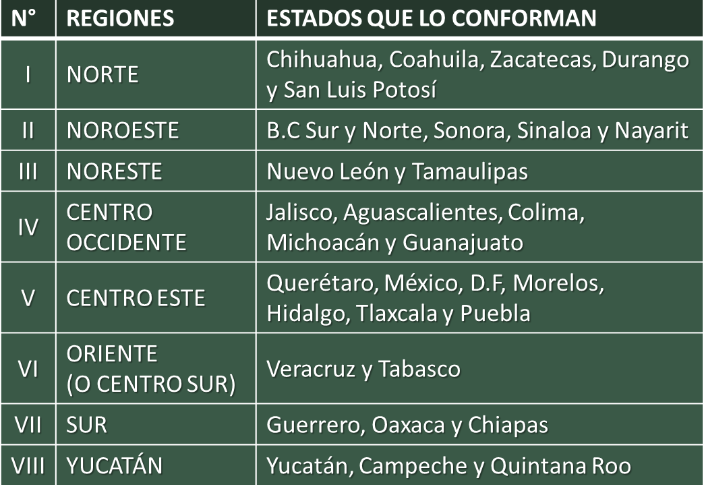 N° REGIONES ESTADOS QUE LO CONFORMAN
I NORTE Chihuahua, Coahuila, Zacatecas, Durango
y San Luis Potosí
II NOROESTE B.C Sur y Norte, Sonora, Sinaloa y Nayarit
III NORESTE Nuevo León y Tamaulipas
IV CENTRO
OCCIDENTE
Jalisco, Aguascalientes, Colima,
Michoacán y Guanajuato
V CENTRO ESTE Querétaro, México, D.F, Morelos,
Hidalgo, Tlaxcala y Puebla
VI ORIENTE
(O CENTRO SUR)
Veracruz y Tabasco
VII SUR Guerrero, Oaxaca y Chiapas
VIII YUCATÁN Yucatán, Campeche y Quintana Roo